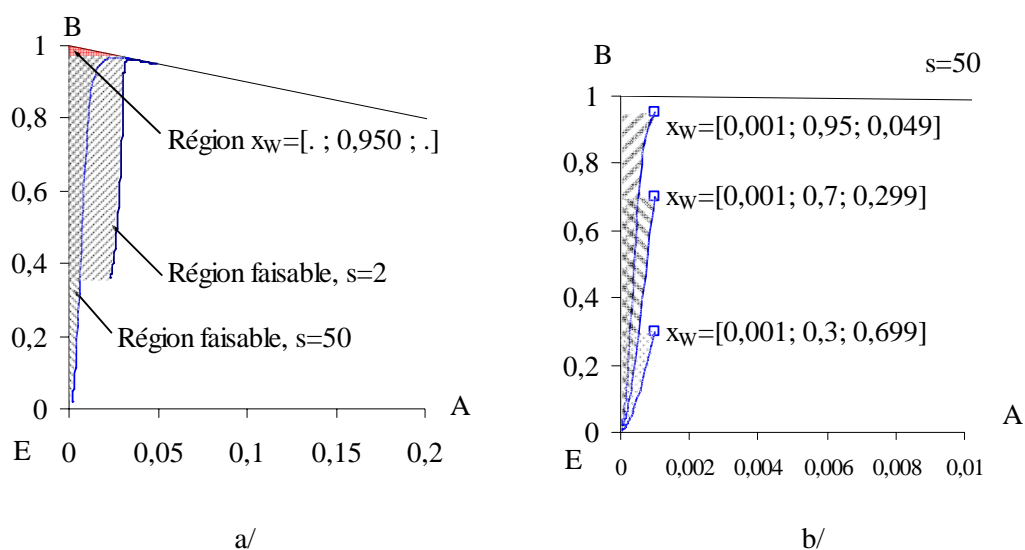 B
1
0,8
0,6
0,4
0,2
0
E
0 0,05 0,1 0,15 0,2
A
Région xW=[. ; 0,950 ; .]
Région faisable, s=2
Région faisable, s=50
a/
B
s=50
1
0,8
0,6
0,4
0,2
0
E
0 0,002 0,004 0,006 0,008 0,01
A
xW=[0,001; 0,95; 0,049]
xW=[0,001; 0,7; 0,299]
xW=[0,001; 0,3; 0,699]
b/